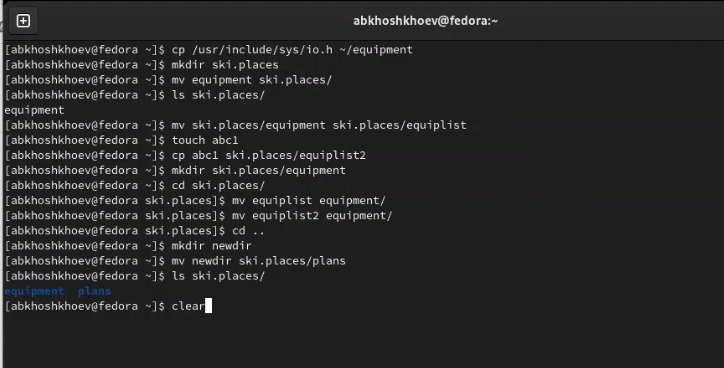 abkhoshkhoev@fedora:~
[abkhoshkhoev@fedora ~]$ cp /usr/include/sys/io.h ~/equipment
[abkhoshkhoev@fedora ~]$ mkdir ski.places
[abkhoshkhoev@fedora ~]$ mv equipment ski.places/
[abkhoshkhoev@fedora ~]$ ls ski.places/
equipment
[abkhoshkhoev@fedora ~]$ mv ski.places/equipment ski.places/equiplist
[abkhoshkhoev@fedora ~]$ touch abc1
[abkhoshkhoev@fedora ~]$ cp abc1 ski.places/equiplist2
[abkhoshkhoev@fedora ~]$ mkdir ski.places/equipment
[abkhoshkhoev@fedora ~]$ cd ski.places/
[abkhoshkhoev@fedora ski.places]$ mv equiplist equipment/
[abkhoshkhoev@fedora ski.places]$ mv equiplist2 equipment/
[abkhoshkhoev@fedora ski.places]$ cd ..
[abkhoshkhoev@fedora ~]$ mkdir newdir
[abkhoshkhoev@fedora ~]$ mv newdir ski.places/plans
[abkhoshkhoev@fedora ~]$ ls ski.places/
equipment  plans
[abkhoshkhoev@fedora ~]$ clear